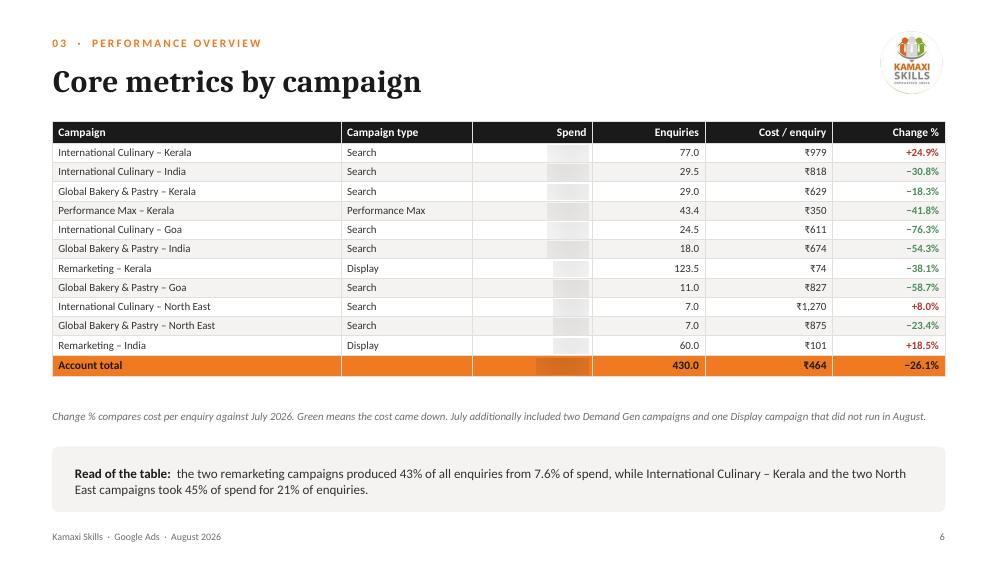 03 · PERFORMANCE OVERVIEW
Core metrics by campaign
KAMAXI
SKILLS
Campaign Campaign type Spend Enquiries Cost / enquiry Change %
International Culinary – Kerala Search 77.0 ₹979 +24.9%
International Culinary – India Search 29.5 ₹818 −30.8%
Global Bakery & Pastry – Kerala Search 29.0 ₹629 −18.3%
Performance Max – Kerala Performance Max 43.4 ₹350 −41.8%
International Culinary – Goa Search 24.5 ₹611 −76.3%
Global Bakery & Pastry – India Search 18.0 ₹674 −54.3%
Remarketing – Kerala Display 123.5 ₹74 −38.1%
Global Bakery & Pastry – Goa Search 11.0 ₹827 −58.7%
International Culinary – North East Search 7.0 ₹1,270 +8.0%
Global Bakery & Pastry – North East Search 7.0 ₹875 −23.4%
Remarketing – India Display 60.0 ₹101 +18.5%
Account total 430.0 ₹464 −26.1%
Change % compares cost per enquiry against July 2026. Green means the cost came down. July additionally included two Demand Gen campaigns and one Display campaign that did not run in August.
Read of the table: the two remarketing campaigns produced 43% of all enquiries from 7.6% of spend, while International Culinary – Kerala and the two North
East campaigns took 45% of spend for 21% of enquiries.
Kamaxi Skills · Google Ads · August 2026 6